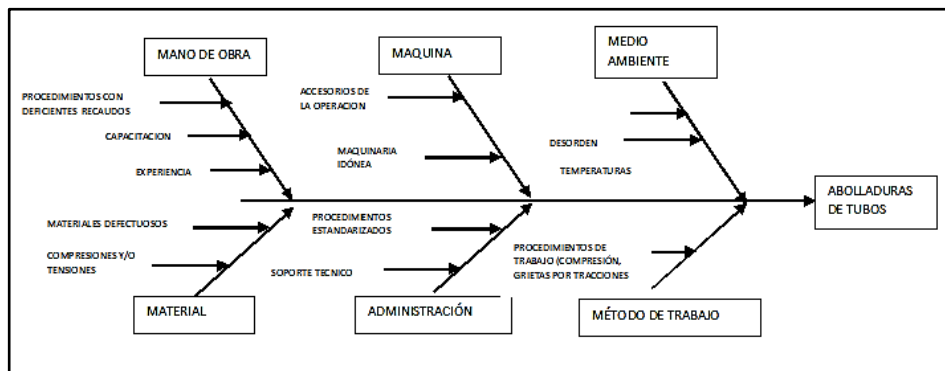 MANO DE OBRA
MAQUINA
MEDIO
AMBIENTE
PROCEDIMIENTOS CON
DEFICIENTES RECAUDOS
CAPACITACION
EXPERIENCIA
ACCESORIOS DE
LA OPERACION
MAQUINARIA
IDÓNEA
DESORDEN
TEMPERATURAS
ABOLLADURAS
DE TUBOS
MATERIALES DEFECTUOSOS
COMPRESIONES Y/O
TENSIONES
PROCEDIMIENTOS
ESTANDARIZADOS
SOPORTE TECNICO
PROCEDIMIENTOS DE
TRABAJO (COMPRESIÓN,
GRIETAS POR TRACCIONES
MATERIAL
ADMINISTRACIÓN
MÉTODO DE TRABAJO